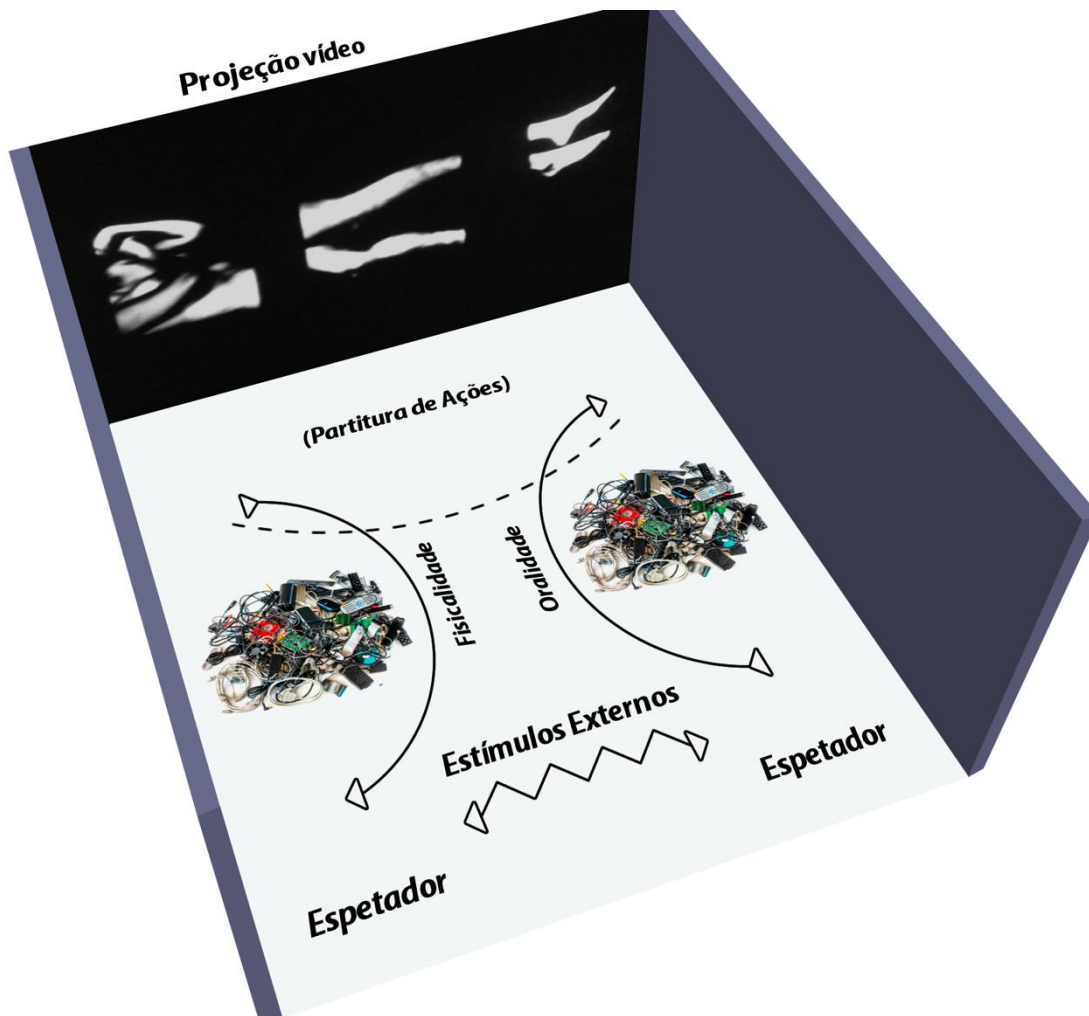 Projeção vídeo
(Partitura de Ações)
Fisicalidade
Oralidade
Estímulos Externos
Espetador
Espetador